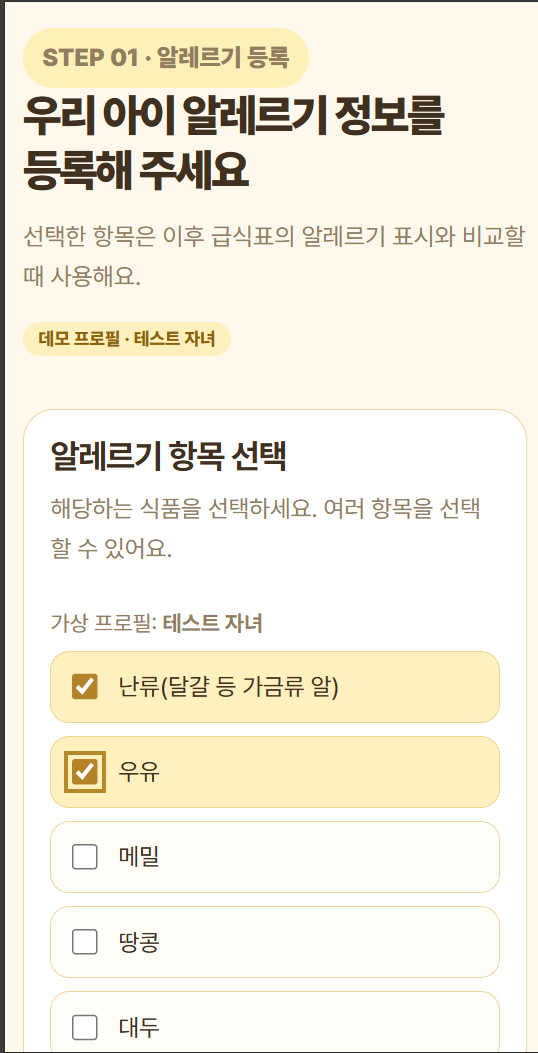 STEP 01 · 알레르기 등록
우리 아이 알레르기 정보를
등록해 주세요
선택한 항목은 이후 급식표의 알레르기 표시와 비교할
때 사용해요.
데모 프로필 · 테스트 자녀
알레르기 항목 선택
해당하는 식품을 선택하세요. 여러 항목을 선택
할 수 있어요.
가상 프로필: 테스트 자녀
난류(달걀 등 가금류 알)
우유
메밀
땅콩
대두